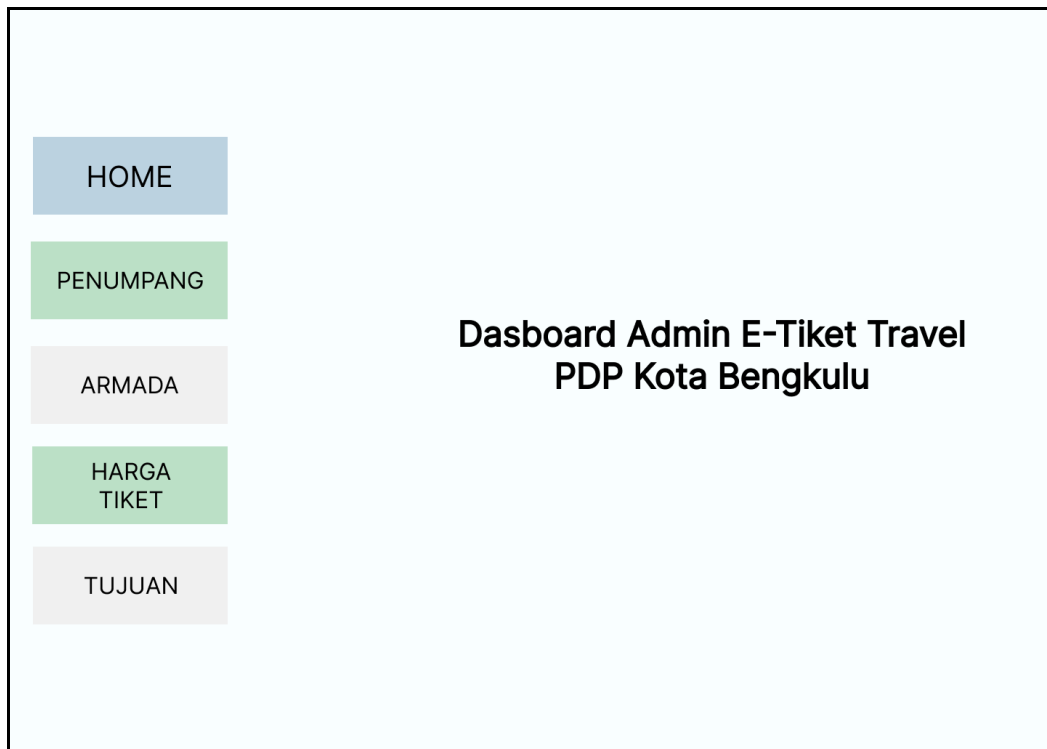 HOME
PENUMPANG
ARMADA
HARGA
TIKET
TUJUAN
Dasboard Admin E-Tiket Travel
PDP Kota Bengkulu